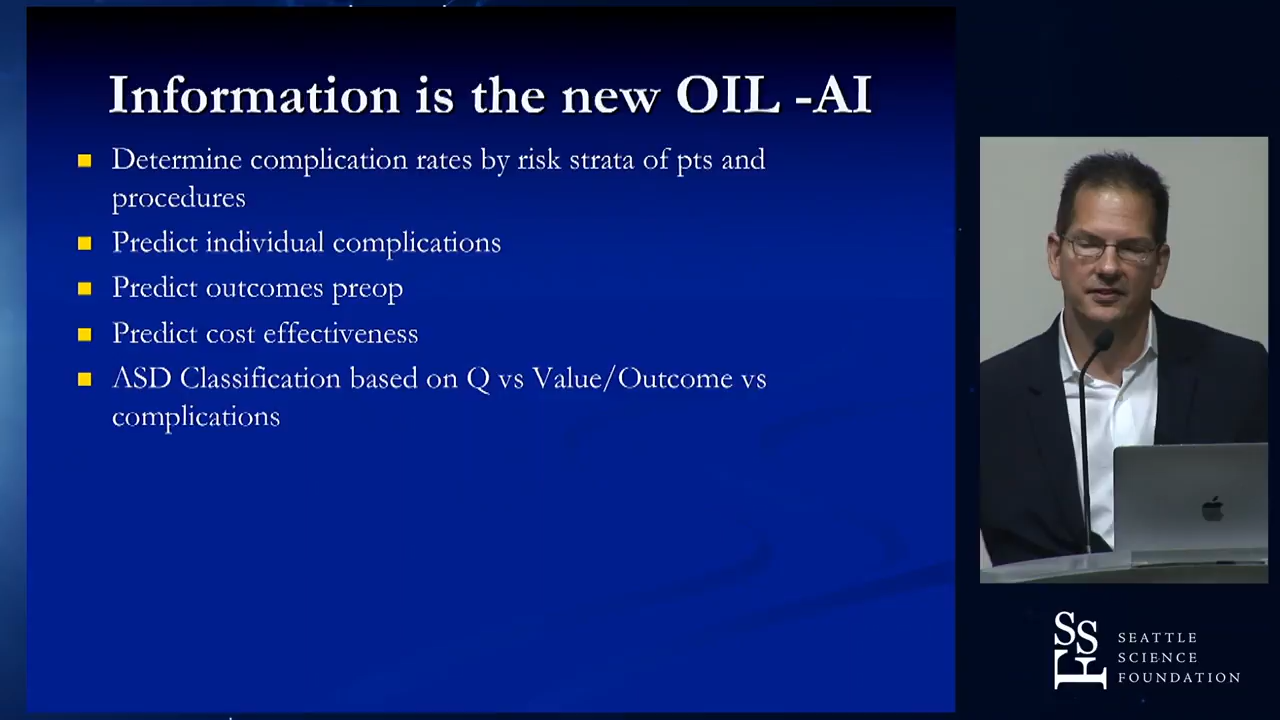 Information is the new OIL -AI
Determine complication rates by risk strata of pts and
procedures
Predict individual complications
Predict outcomes preop
Predict cost effectiveness
ASD Classification based on Q vs Value/Outcome vs
complications
SSF
SEATTLE
SCIENCE
FOUNDATION